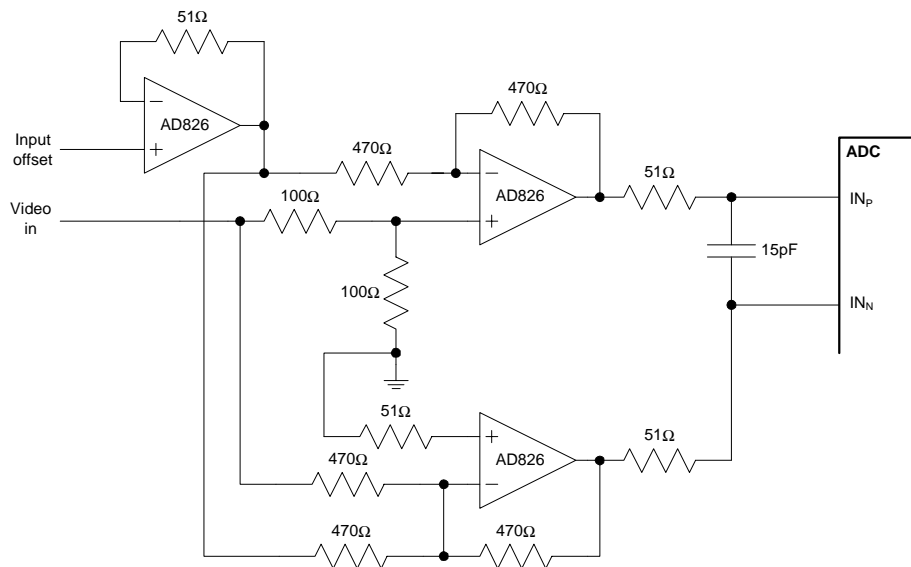 51Ω
AD826
−
+
Input
offset
470Ω
470Ω
AD826
−
+
51Ω
ADC
INP
INN
15pF
Video
in
100Ω
100Ω
51Ω
AD826
+
−
51Ω
470Ω
470Ω
470Ω